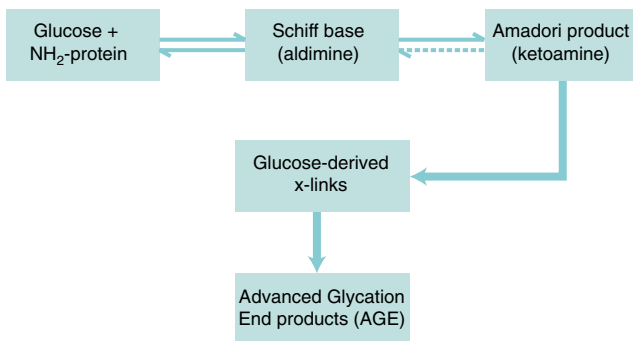 Glucose +
NH₂-protein
Schiff base
(aldimine)
Amadori product
(ketoamine)
Glucose-derived
x-links
Advanced Glycation
End products (AGE)